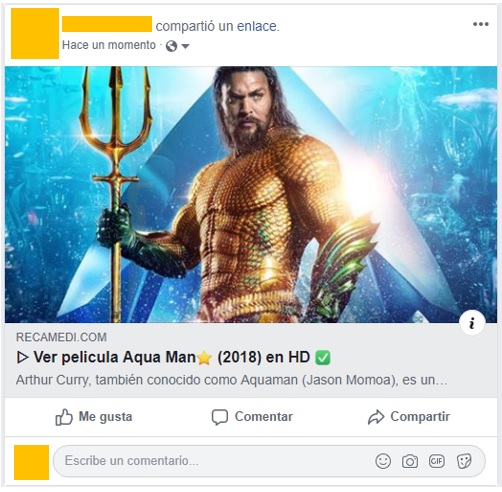 compartió un enlace.
Hace un momento ·
RECAMEDI.COM
▷ Ver pelicula Aqua Man⭐ (2018) en HD ✅
Arthur Curry, también conocido como Aquaman (Jason Momoa), es un...
Me gusta Comentar Compartir
Escribe un comentario... GIF